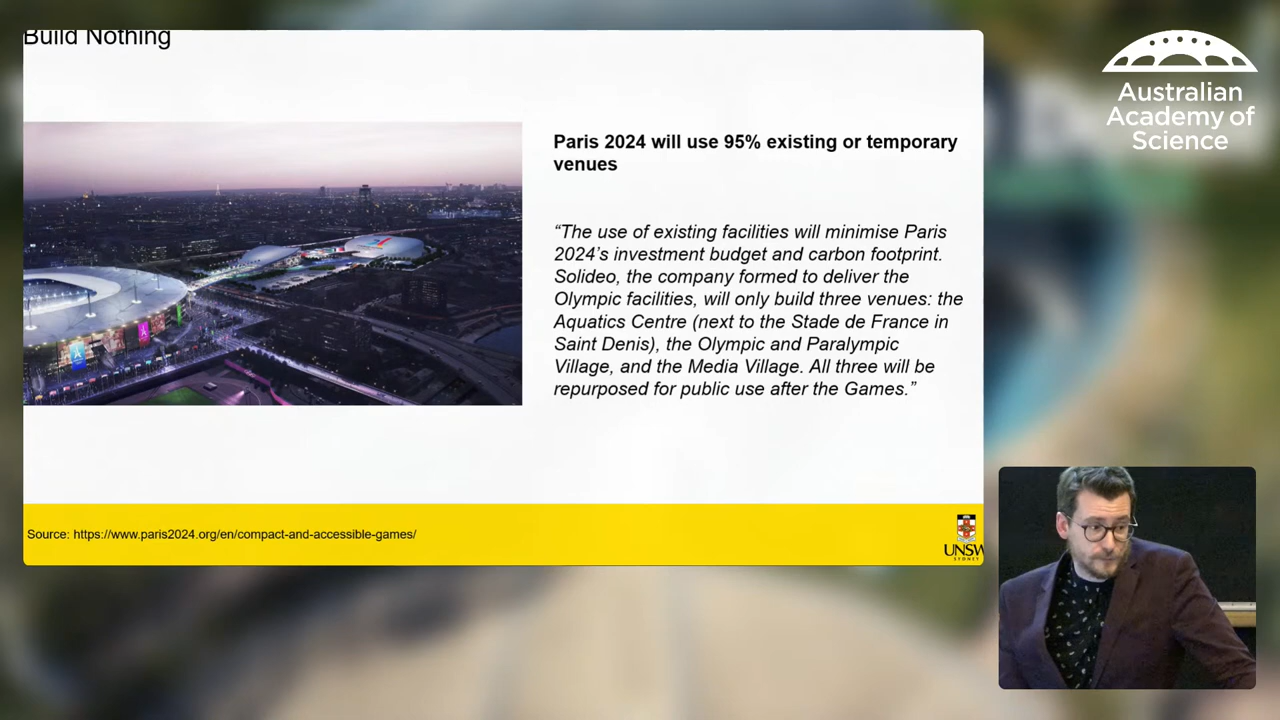 Build Nothing
Paris 2024 will use 95% existing or temporary
venues
“The use of existing facilities will minimise Paris
2024’s investment budget and carbon footprint.
Solideo, the company formed to deliver the
Olympic facilities, will only build three venues: the
Aquatics Centre (next to the Stade de France in
Saint Denis), the Olympic and Paralympic
Village, and the Media Village. All three will be
repurposed for public use after the Games.”
Source: https://www.paris2024.org/en/compact-and-accessible-games/
UNSW
SYDNEY
Australian
Academy of
Science